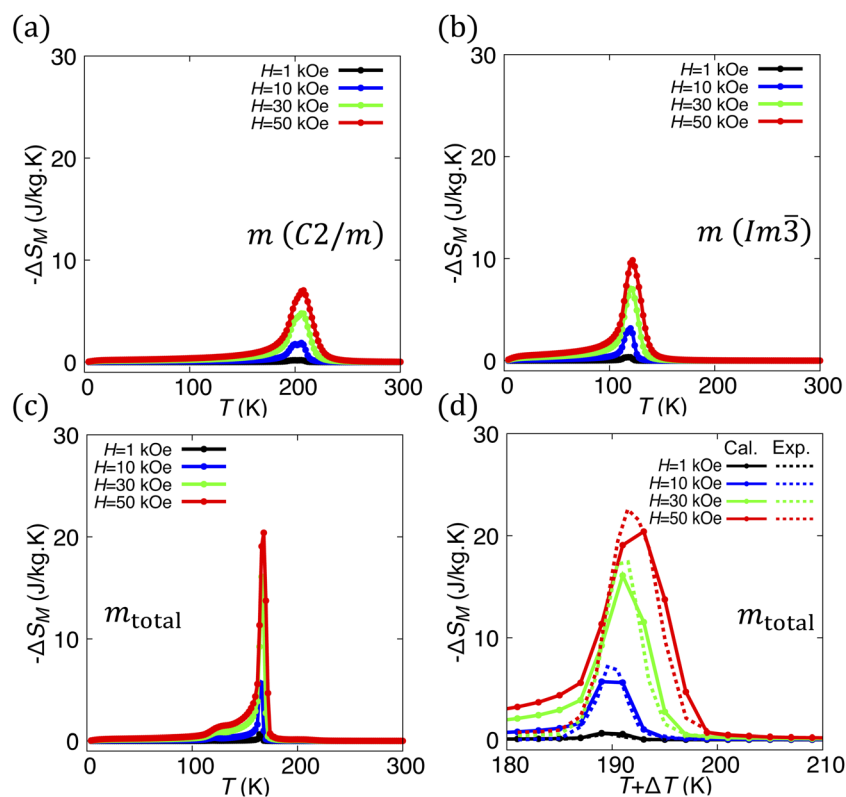 (a)
30
20
10
0
-ΔS_M (J/kg.K)
H=1 kOe
H=10 kOe
H=30 kOe
H=50 kOe
m (C2/m)
0 100 200 300
T (K)
(b)
30
20
10
0
-ΔS_M (J/kg.K)
H=1 kOe
H=10 kOe
H=30 kOe
H=50 kOe
m (Im3̅)
0 100 200 300
T (K)
(c)
30
20
10
0
-ΔS_M (J/kg.K)
H=1 kOe
H=10 kOe
H=30 kOe
H=50 kOe
m_total
0 100 200 300
T (K)
(d)
30
20
10
0
-ΔS_M (J/kg.K)
Cal. Exp.
H=1 kOe
H=10 kOe
H=30 kOe
H=50 kOe
m_total
180 190 200 210
T+ΔT (K)